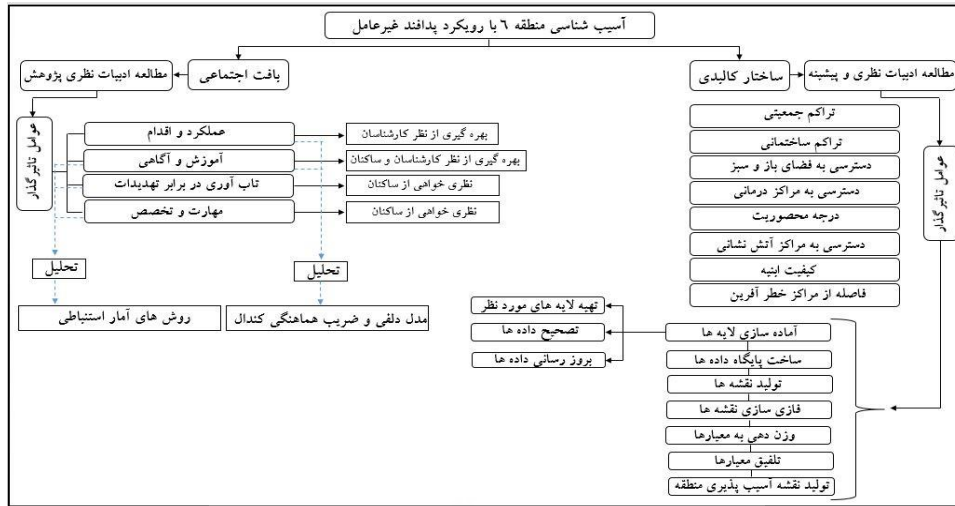 آسیب شناسی منطقه ٦ با رویکرد پدافند غیرعامل
ساختار کالبدی
مطالعه ادبیات نظری و پیشینه
عوامل تاثیرگذار
تراکم جمعیتی
تراکم ساختمانی
دسترسی به فضای باز و سبز
دسترسی به مراکز درمانی
درجه محصوریت
دسترسی به مراکز آتش نشانی
کیفیت ابنیه
فاصله از مراکز خطر آفرین
آماده سازی لایه ها
ساخت پایگاه داده ها
تولید نقشه ها
فازی سازی نقشه ها
وزن دهی به معیارها
تلفیق معیارها
تولید نقشه آسیب پذیری منطقه
تهیه لایه های مورد نظر
تصحیح داده ها
بروز رسانی داده ها
بافت اجتماعی
مطالعه ادبیات نظری پژوهش
عوامل تاثیرگذار
عملکرد و اقدام
بهره گیری از نظر کارشناسان
آموزش و آگاهی
بهره گیری از نظر کارشناسان و ساکنان
تاب آوری در برابر تهدیدات
نظری خواهی از ساکنان
مهارت و تخصص
نظری خواهی از ساکنان
تحلیل
مدل دلفی و ضریب هماهنگی کندال
تحلیل
روش های آمار استنباطی